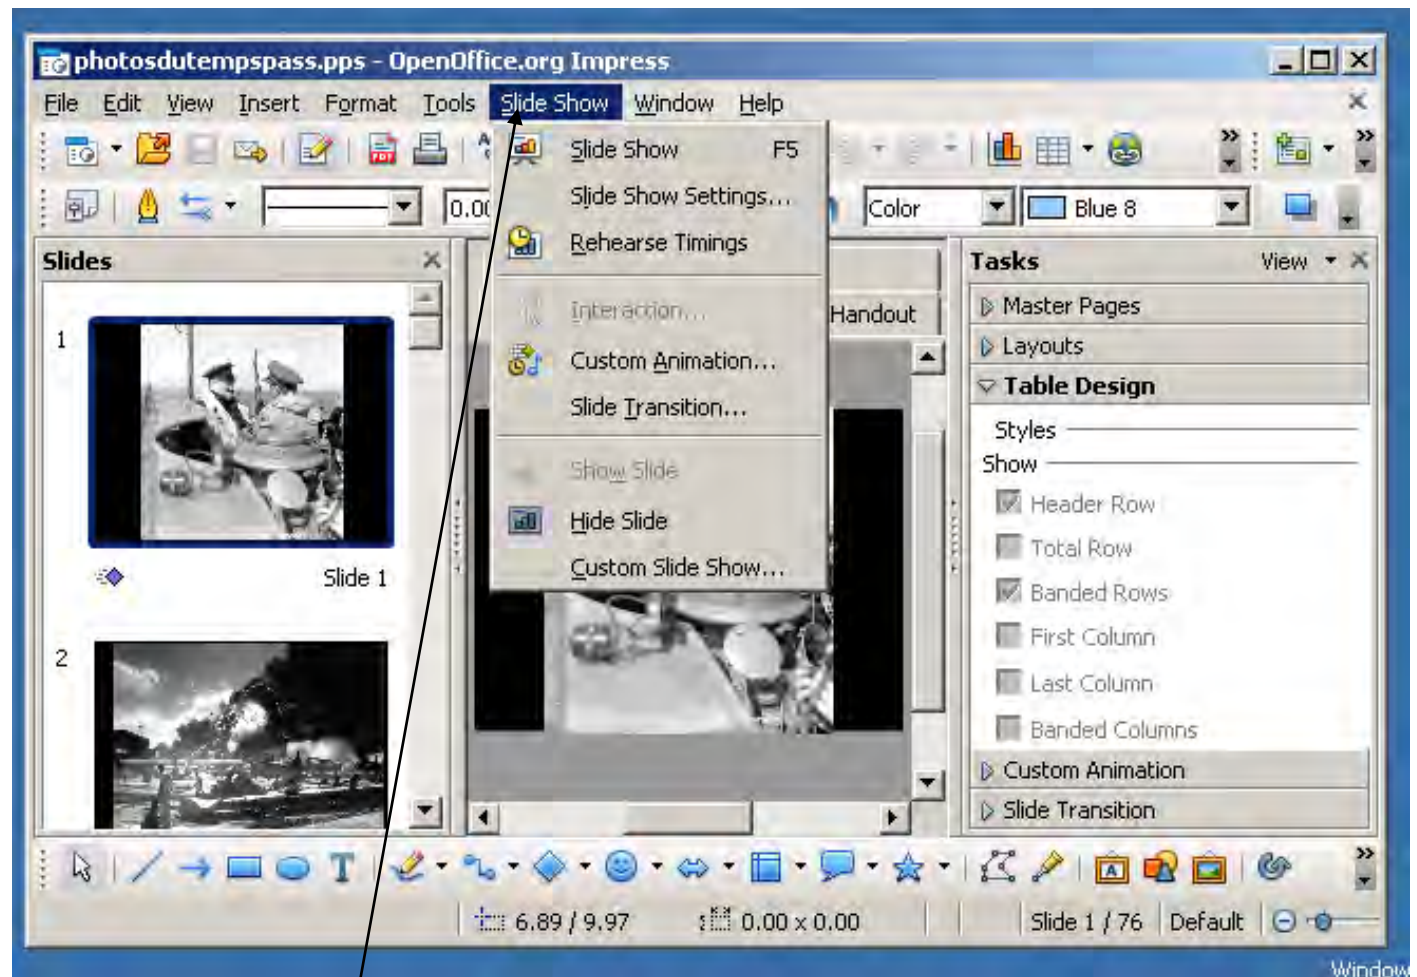 photosdutempspass.pps - OpenOffice.org Impress
File Edit View Insert Format Tools Slide Show Window Help
Slide Show F5
Slide Show Settings...
Color Blue 8
Rehearse Timings
Interaction...
Custom Animation...
Slide Transition...
Show Slide
Hide Slide
Custom Slide Show...
Slides
1
Slide 1
2
Handout
Tasks View
Master Pages
Layouts
Table Design
Styles
Show
Header Row
Total Row
Banded Rows
First Column
Last Column
Banded Columns
Custom Animation
Slide Transition
6.89 / 9.97 0.00 x 0.00 Slide 1 / 76 Default